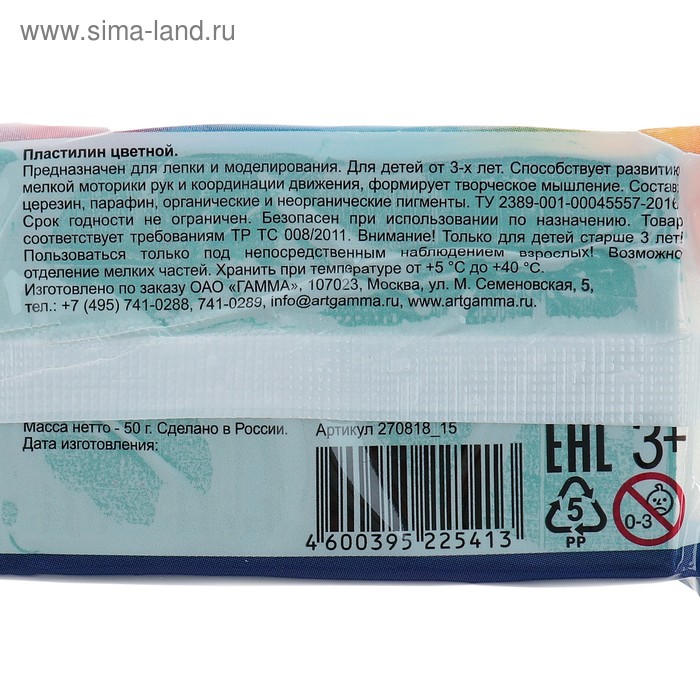 © www.sima-land.ru
Пластилин цветной.
Предназначен для лепки и моделирования. Для детей от 3-х лет. Способствует развитию
мелкой моторики рук и координации движения, формирует творческое мышление. Состав:
церезин, парафин, органические и неорганические пигменты. ТУ 2389-001-00045557-2016.
Срок годности не ограничен. Безопасен при использовании по назначению. Товар
соответствует требованиям ТР ТС 008/2011. Внимание! Только для детей старше 3 лет!
Пользоваться только под непосредственным наблюдением взрослых! Возможно
отделение мелких частей. Хранить при температуре от +5 °C до +40 °C.
Изготовлено по заказу ОАО «ГАММА», 107023, Москва, ул. М. Семеновская, 5,
тел.: +7 (495) 741-0288, 741-0289, info@artgamma.ru, www.artgamma.ru
Масса нетто - 50 г. Сделано в России.
Артикул 270818_15
Дата изготовления:
EAC 3+
5
PP
0-3
4 600395 225413